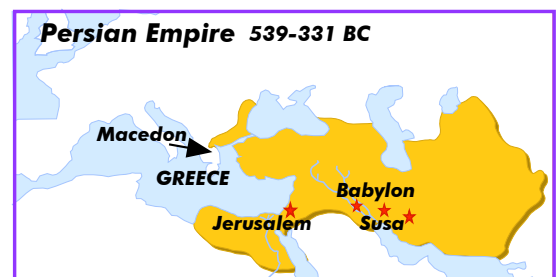 Persian Empire 539-331 BC
Macedon
GREECE
Babylon
Jerusalem
Susa